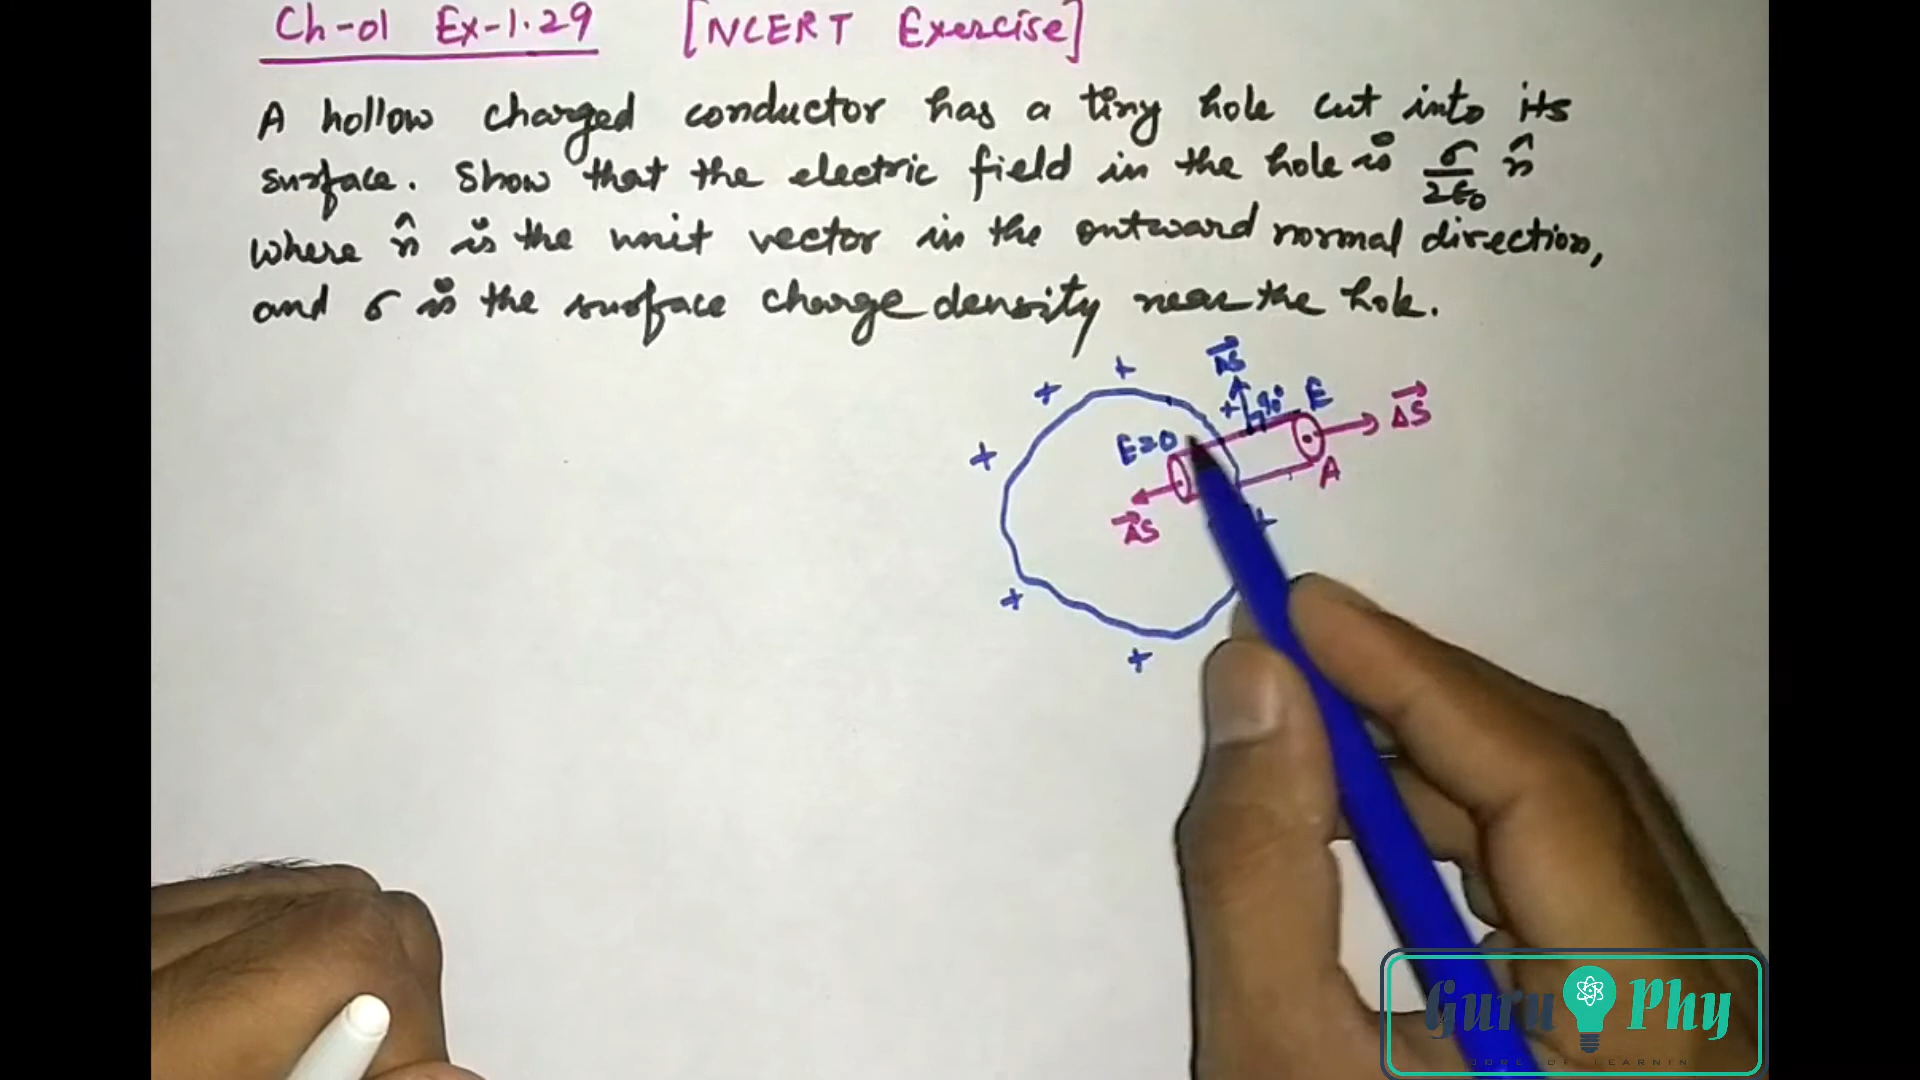 Ch-01 Ex-1.29 [NCERT Exercise]
A hollow charged conductor has a tiny hole cut into its
surface. Show that the electric field in the hole is σ/2ε₀ n̂
where n̂ is the unit vector in the outward normal direction,
and σ is the surface charge density near the hole.
ΔS
90°
E
ΔS
E=0
A
ΔS
Guru Phy